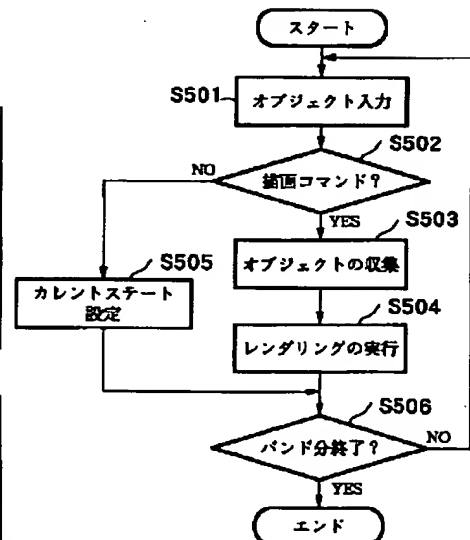 スタート
S501
オブジェクト入力
S502
描画コマンド?
NO
YES
S503
オブジェクトの収集
S505
カレントステート
設定
S504
レンダリングの実行
S506
バンド分終了?
NO
YES
エンド